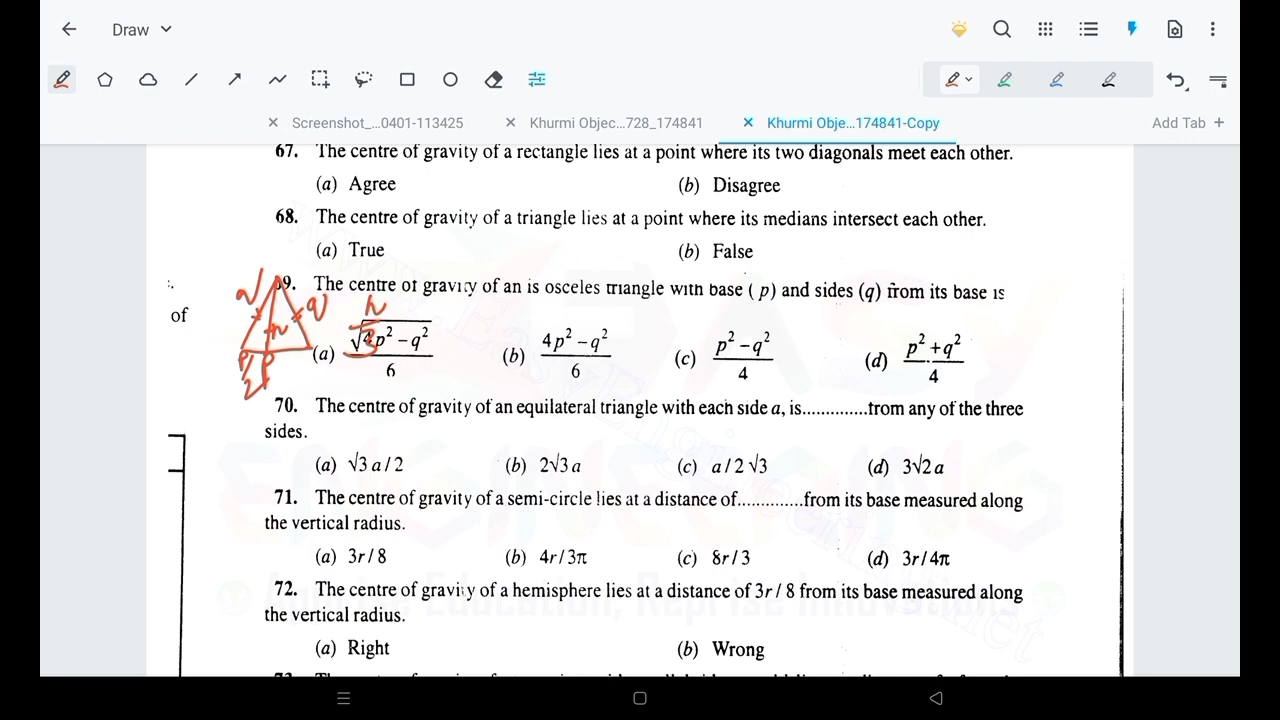 Draw
Screenshot_...0401-113425
Khurmi Objec...728_174841
Khurmi Obje...174841-Copy
Add Tab +
67. The centre of gravity of a rectangle lies at a point where its two diagonals meet each other.
(a) Agree (b) Disagree
68. The centre of gravity of a triangle lies at a point where its medians intersect each other.
(a) True (b) False
of
69. The centre of gravity of an is osceles triangle with base (p) and sides (q) from its base is
q q h h/3
p/2 p
(a) √(4p² − q²)/6 (b) (4p² − q²)/6 (c) (p² − q²)/4 (d) (p² + q²)/4
70. The centre of gravity of an equilateral triangle with each side a, is..............from any of the three
sides.
(a) √3 a/2 (b) 2√3 a (c) a/2√3 (d) 3√2 a
71. The centre of gravity of a semi-circle lies at a distance of.............from its base measured along
the vertical radius.
(a) 3r/8 (b) 4r/3π (c) 8r/3 (d) 3r/4π
72. The centre of gravity of a hemisphere lies at a distance of 3r/8 from its base measured along
the vertical radius.
(a) Right (b) Wrong